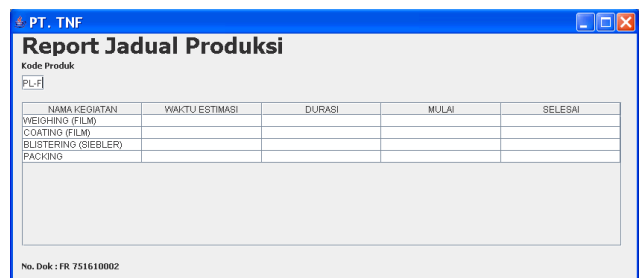 PT. TNF
Report Jadual Produksi
Kode Produk
PL-F
NAMA KEGIATAN WAKTU ESTIMASI DURASI MULAI SELESAI
WEIGHING (FILM)
COATING (FILM)
BLISTERING (SIEBLER)
PACKING
No. Dok : FR 751610002